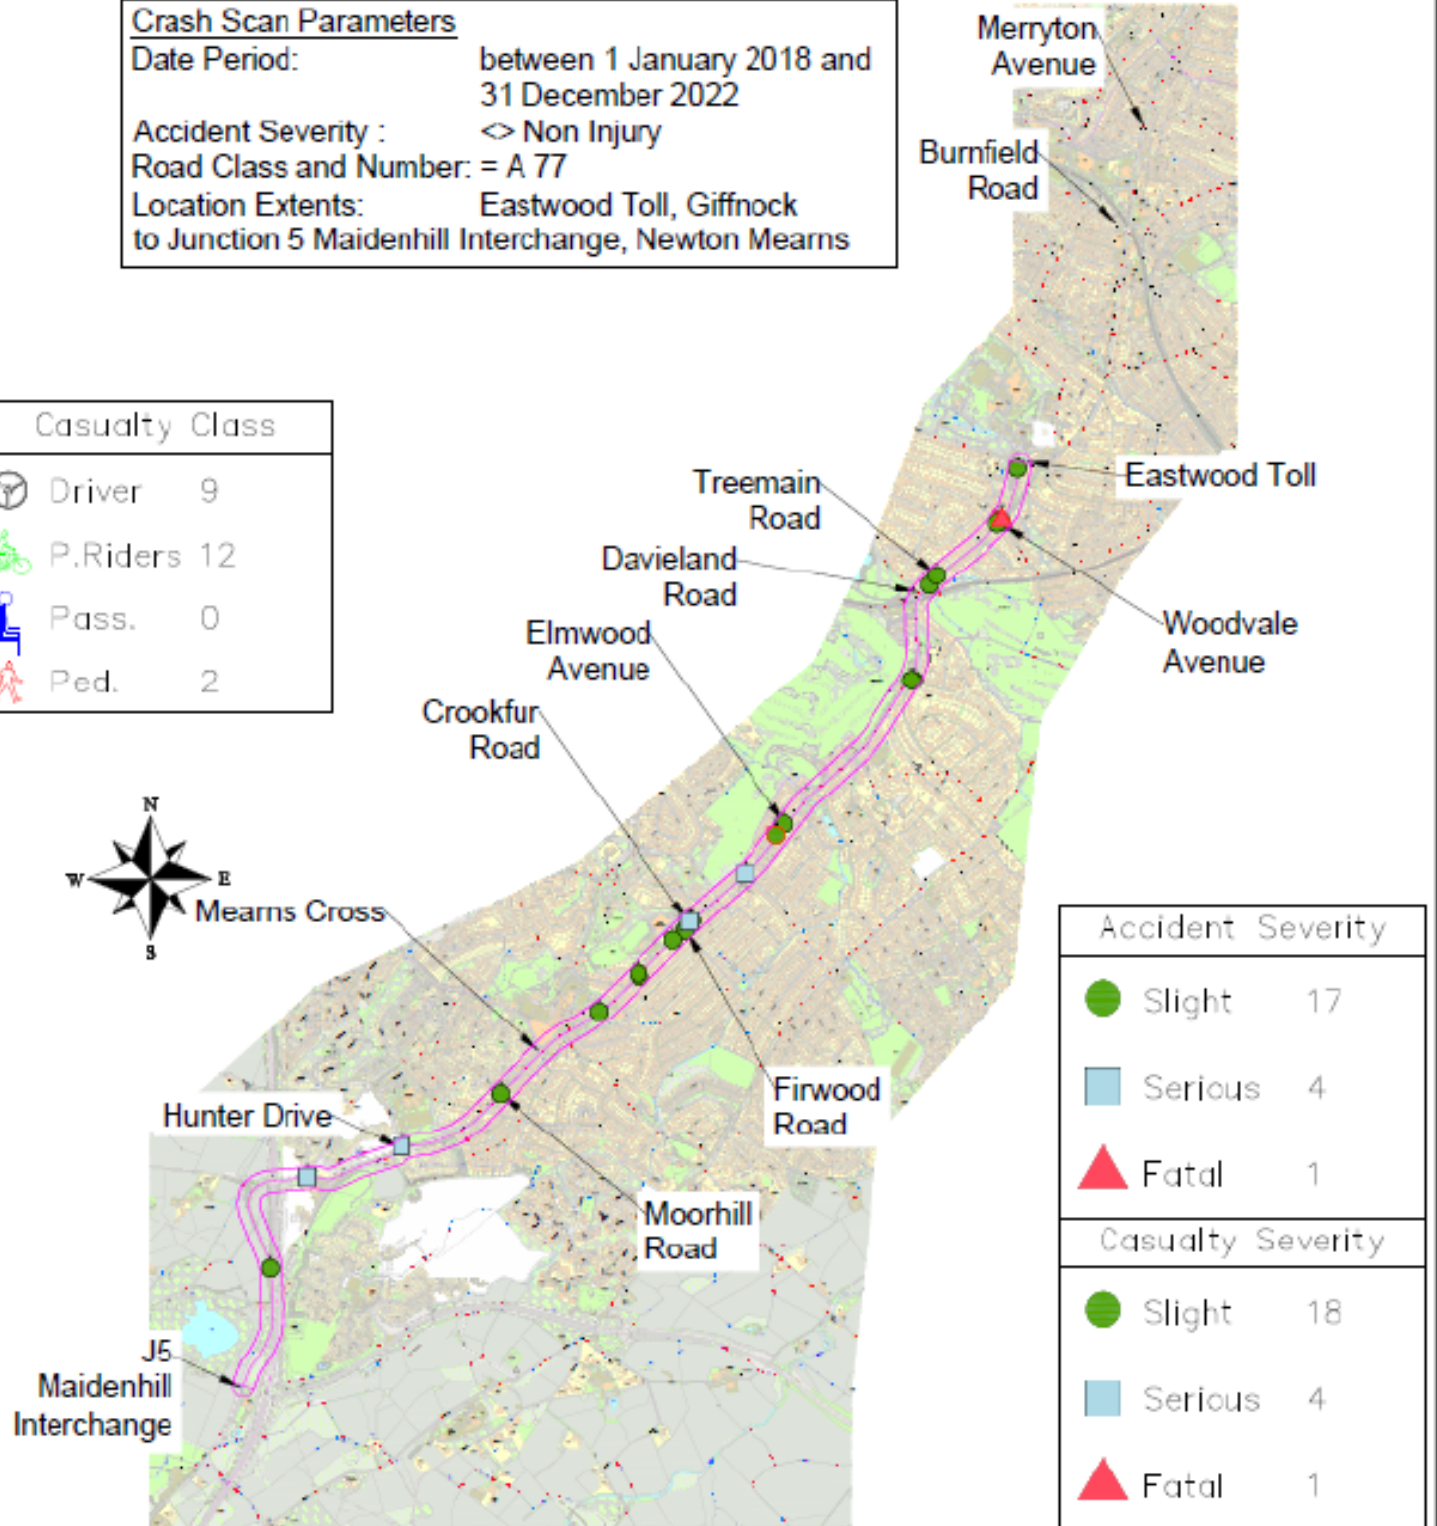 Crash Scan Parameters
Date Period: between 1 January 2018 and
31 December 2022
Accident Severity : <> Non Injury
Road Class and Number: = A 77
Location Extents: Eastwood Toll, Giffnock
to Junction 5 Maidenhill Interchange, Newton Mearns
Merryton
Avenue
Burnfield
Road
Casualty Class
Driver 9
P.Riders 12
Pass. 0
Ped. 2
Eastwood Toll
Treemain
Road
Davieland
Road
Woodvale
Avenue
Elmwood
Avenue
Crookfur
Road
N
W E
S
Mearns Cross
Firwood
Road
Hunter Drive
Moorhill
Road
J5
Maidenhill
Interchange
Accident Severity
Slight 17
Serious 4
Fatal 1
Casualty Severity
Slight 18
Serious 4
Fatal 1